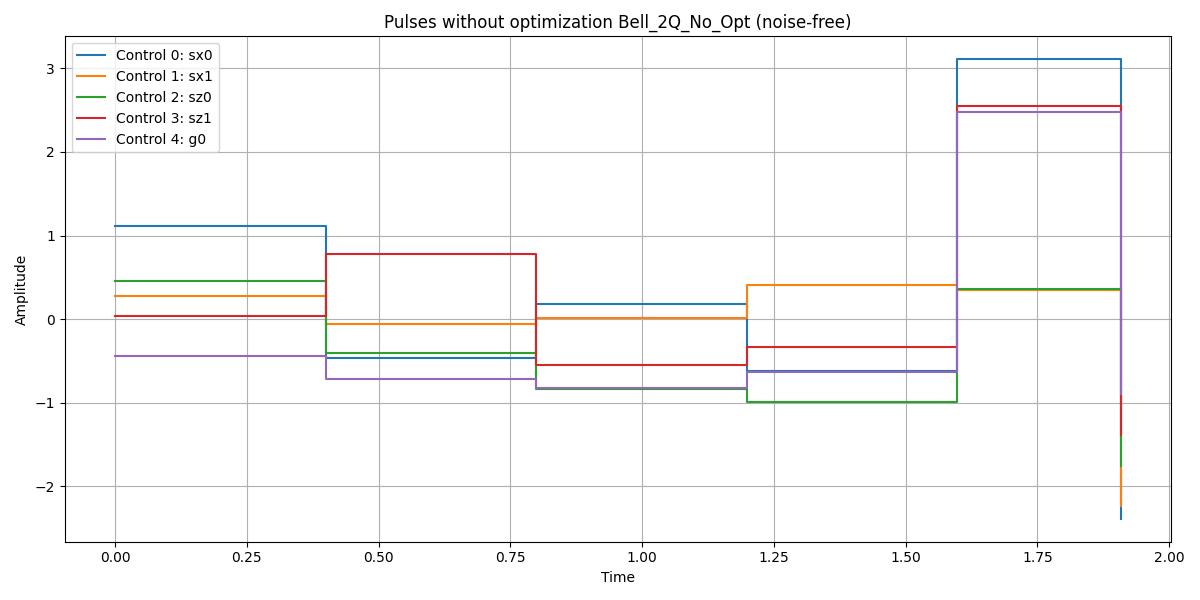 Pulses without optimization Bell_2Q_No_Opt (noise-free)
Control 0: sx0
Control 1: sx1
Control 2: sz0
Control 3: sz1
Control 4: g0
Amplitude
3
2
1
0
−1
−2
0.00 0.25 0.50 0.75 1.00 1.25 1.50 1.75 2.00
Time